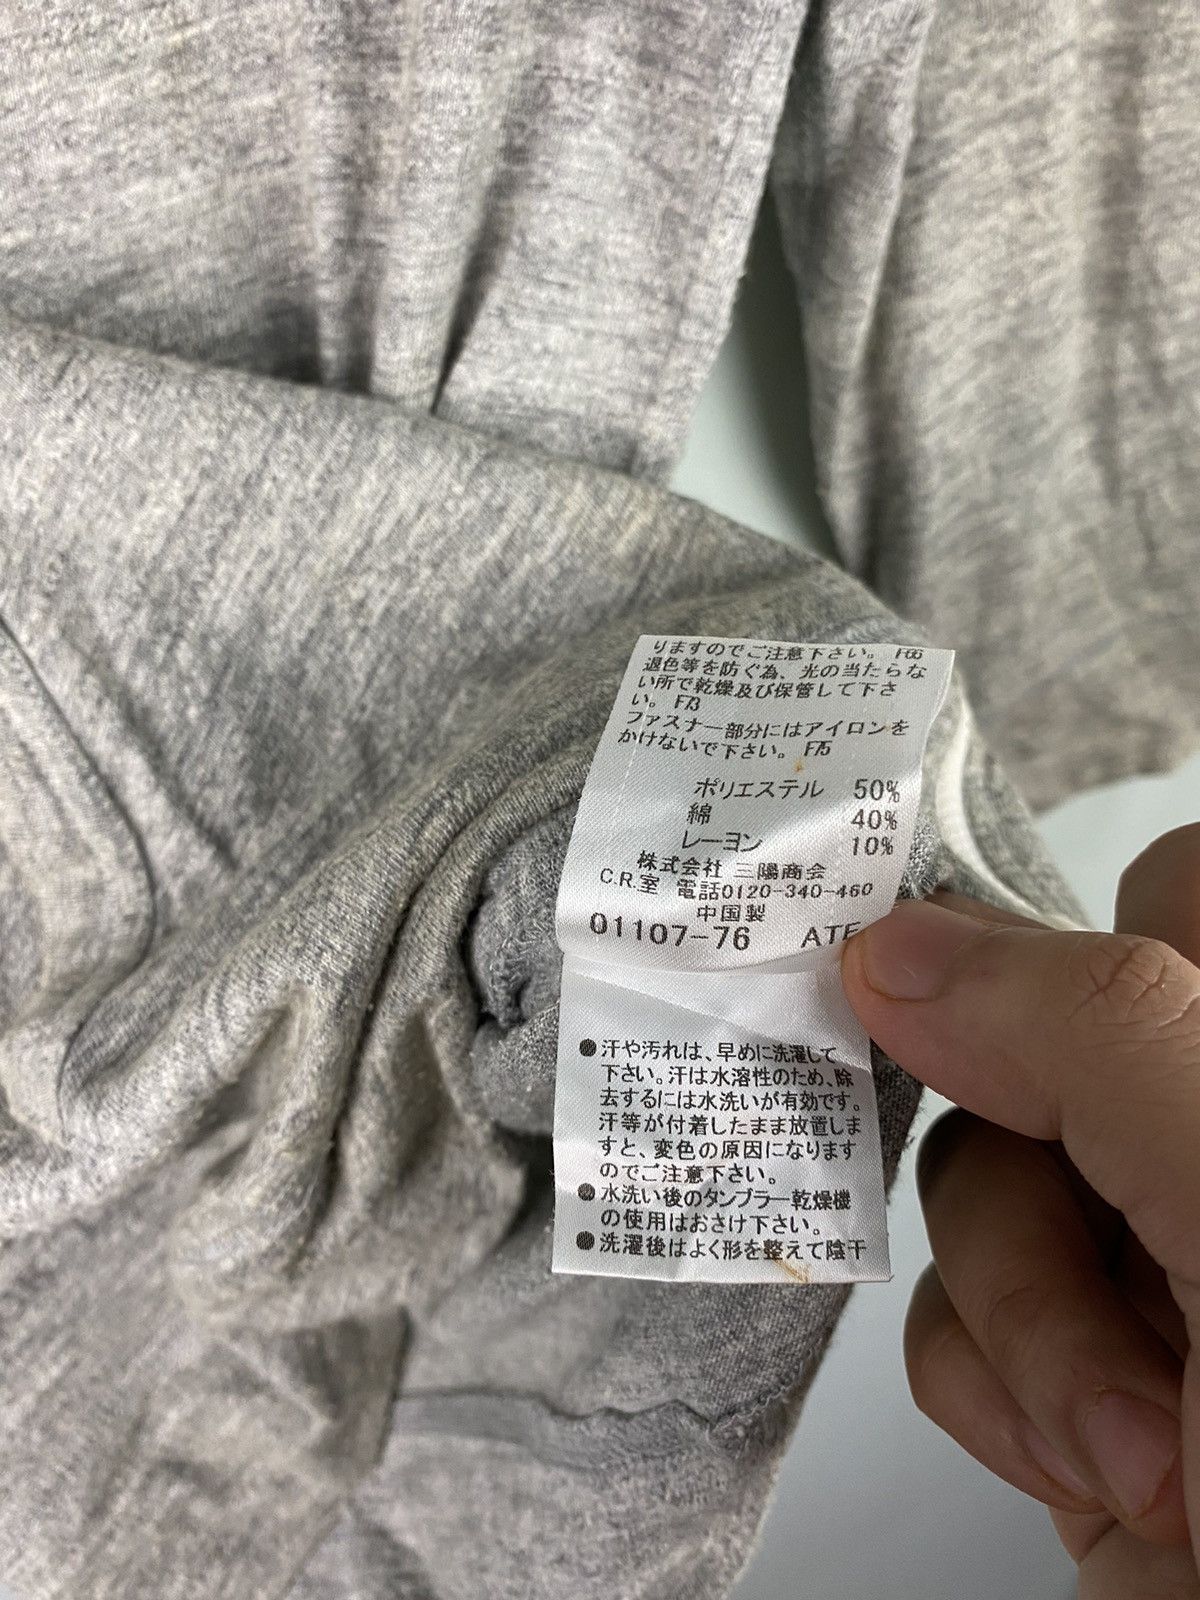 りますのでご注意下さい。 F66
退色等を防ぐ為、光の当たらな
い所で乾燥及び保管して下さ
い。 F73
ファスナー部分にはアイロンを
かけないで下さい。 F75
ポリエステル 50%
綿 40%
レーヨン 10%
株式会社 三陽商会
C.R.室 電話0120-340-460
中国製
01107-76 ATE
●汗や汚れは、早めに洗濯して
下さい。汗は水溶性のため、除
去するには水洗いが有効です。
汗等が付着したまま放置しま
すと、変色の原因になります
のでご注意下さい。
●水洗い後のタンブラー乾燥機
の使用はおさけ下さい。
●洗濯後はよく形を整えて陰干